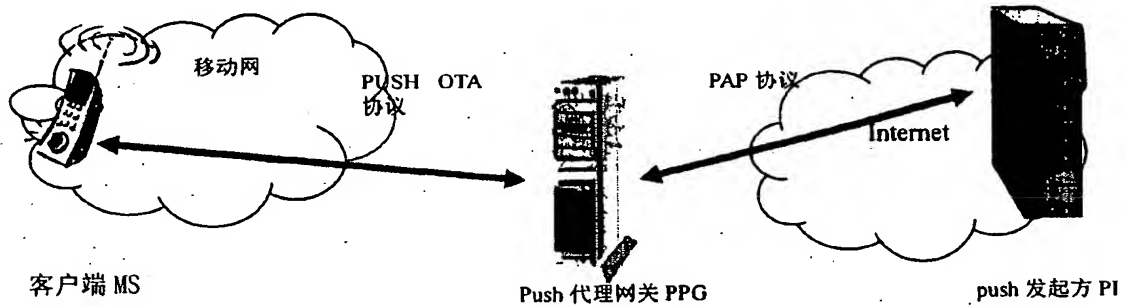 移动网
PUSH OTA
协议
PAP 协议
Internet
客户端 MS
Push 代理网关 PPG
push 发起方 PI